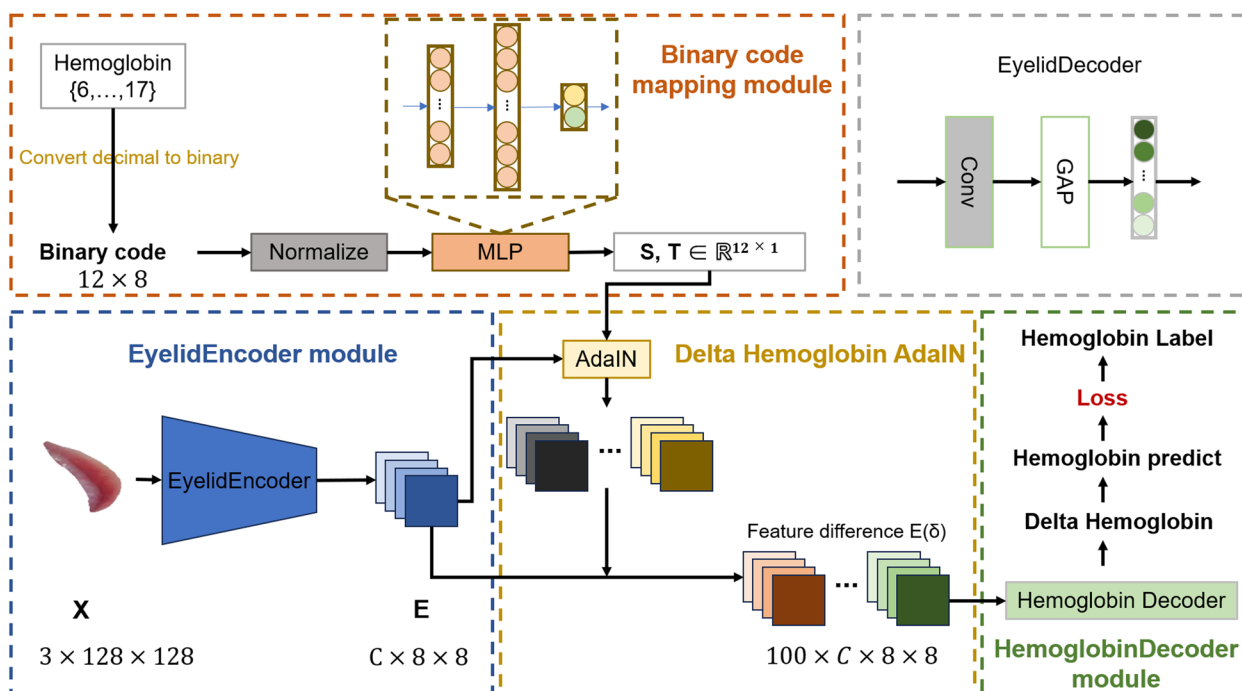 Hemoglobin
{6,…,17}
Convert decimal to binary
Binary code
12 × 8
Normalize
MLP
S, T ∈ ℝ¹² ˣ ¹
Binary code
mapping module
...
...
EyelidDecoder
Conv
GAP
...
EyelidEncoder module
EyelidEncoder
X
3 × 128 × 128
E
C × 8 × 8
Delta Hemoglobin AdaIN
AdaIN
...
Feature difference E(δ)
...
100 × C × 8 × 8
Hemoglobin Label
Loss
Hemoglobin predict
Delta Hemoglobin
Hemoglobin Decoder
HemoglobinDecoder
module